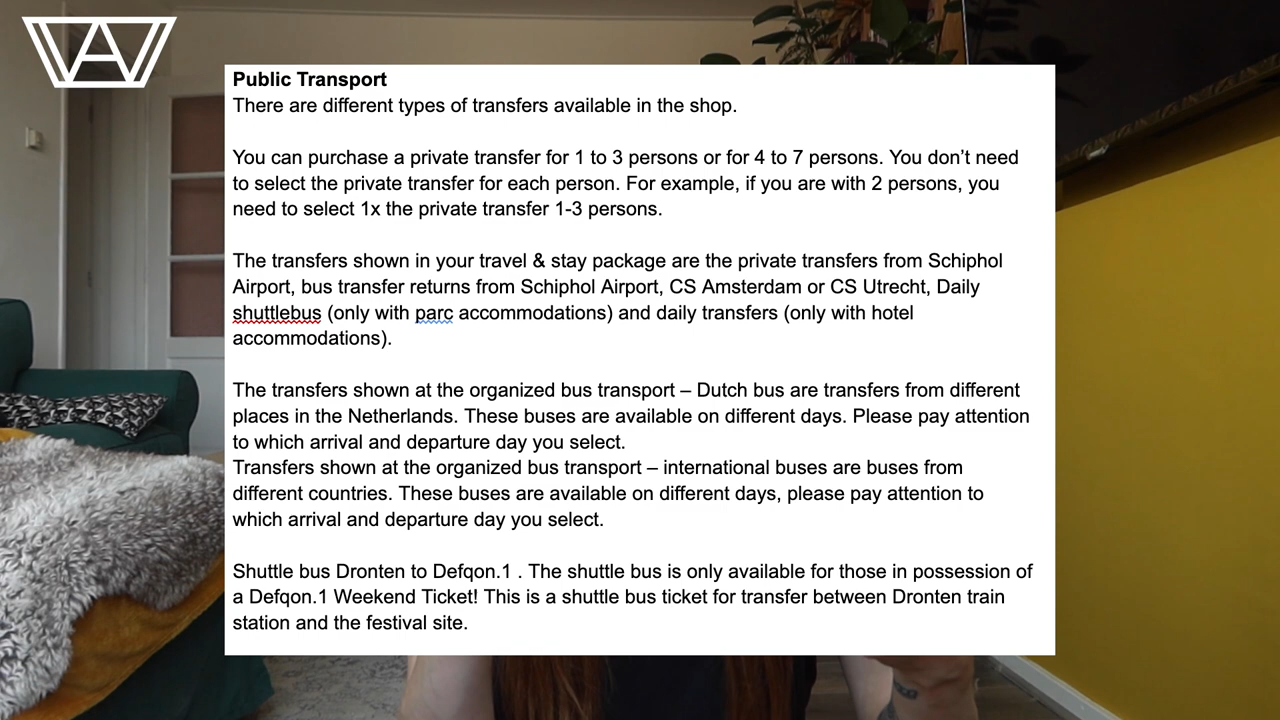 Public Transport
There are different types of transfers available in the shop.
You can purchase a private transfer for 1 to 3 persons or for 4 to 7 persons. You don’t need
to select the private transfer for each person. For example, if you are with 2 persons, you
need to select 1x the private transfer 1-3 persons.
The transfers shown in your travel & stay package are the private transfers from Schiphol
Airport, bus transfer returns from Schiphol Airport, CS Amsterdam or CS Utrecht, Daily
shuttlebus (only with parc accommodations) and daily transfers (only with hotel
accommodations).
The transfers shown at the organized bus transport – Dutch bus are transfers from different
places in the Netherlands. These buses are available on different days. Please pay attention
to which arrival and departure day you select.
Transfers shown at the organized bus transport – international buses are buses from
different countries. These buses are available on different days, please pay attention to
which arrival and departure day you select.
Shuttle bus Dronten to Defqon.1 . The shuttle bus is only available for those in possession of
a Defqon.1 Weekend Ticket! This is a shuttle bus ticket for transfer between Dronten train
station and the festival site.